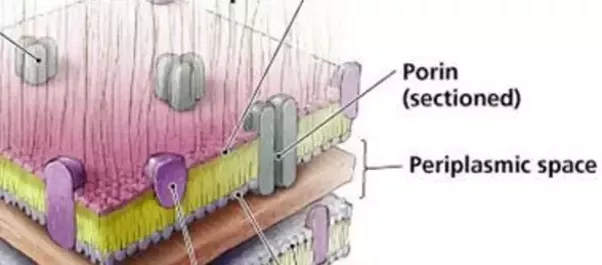 Porin
(sectioned)
Periplasmic space